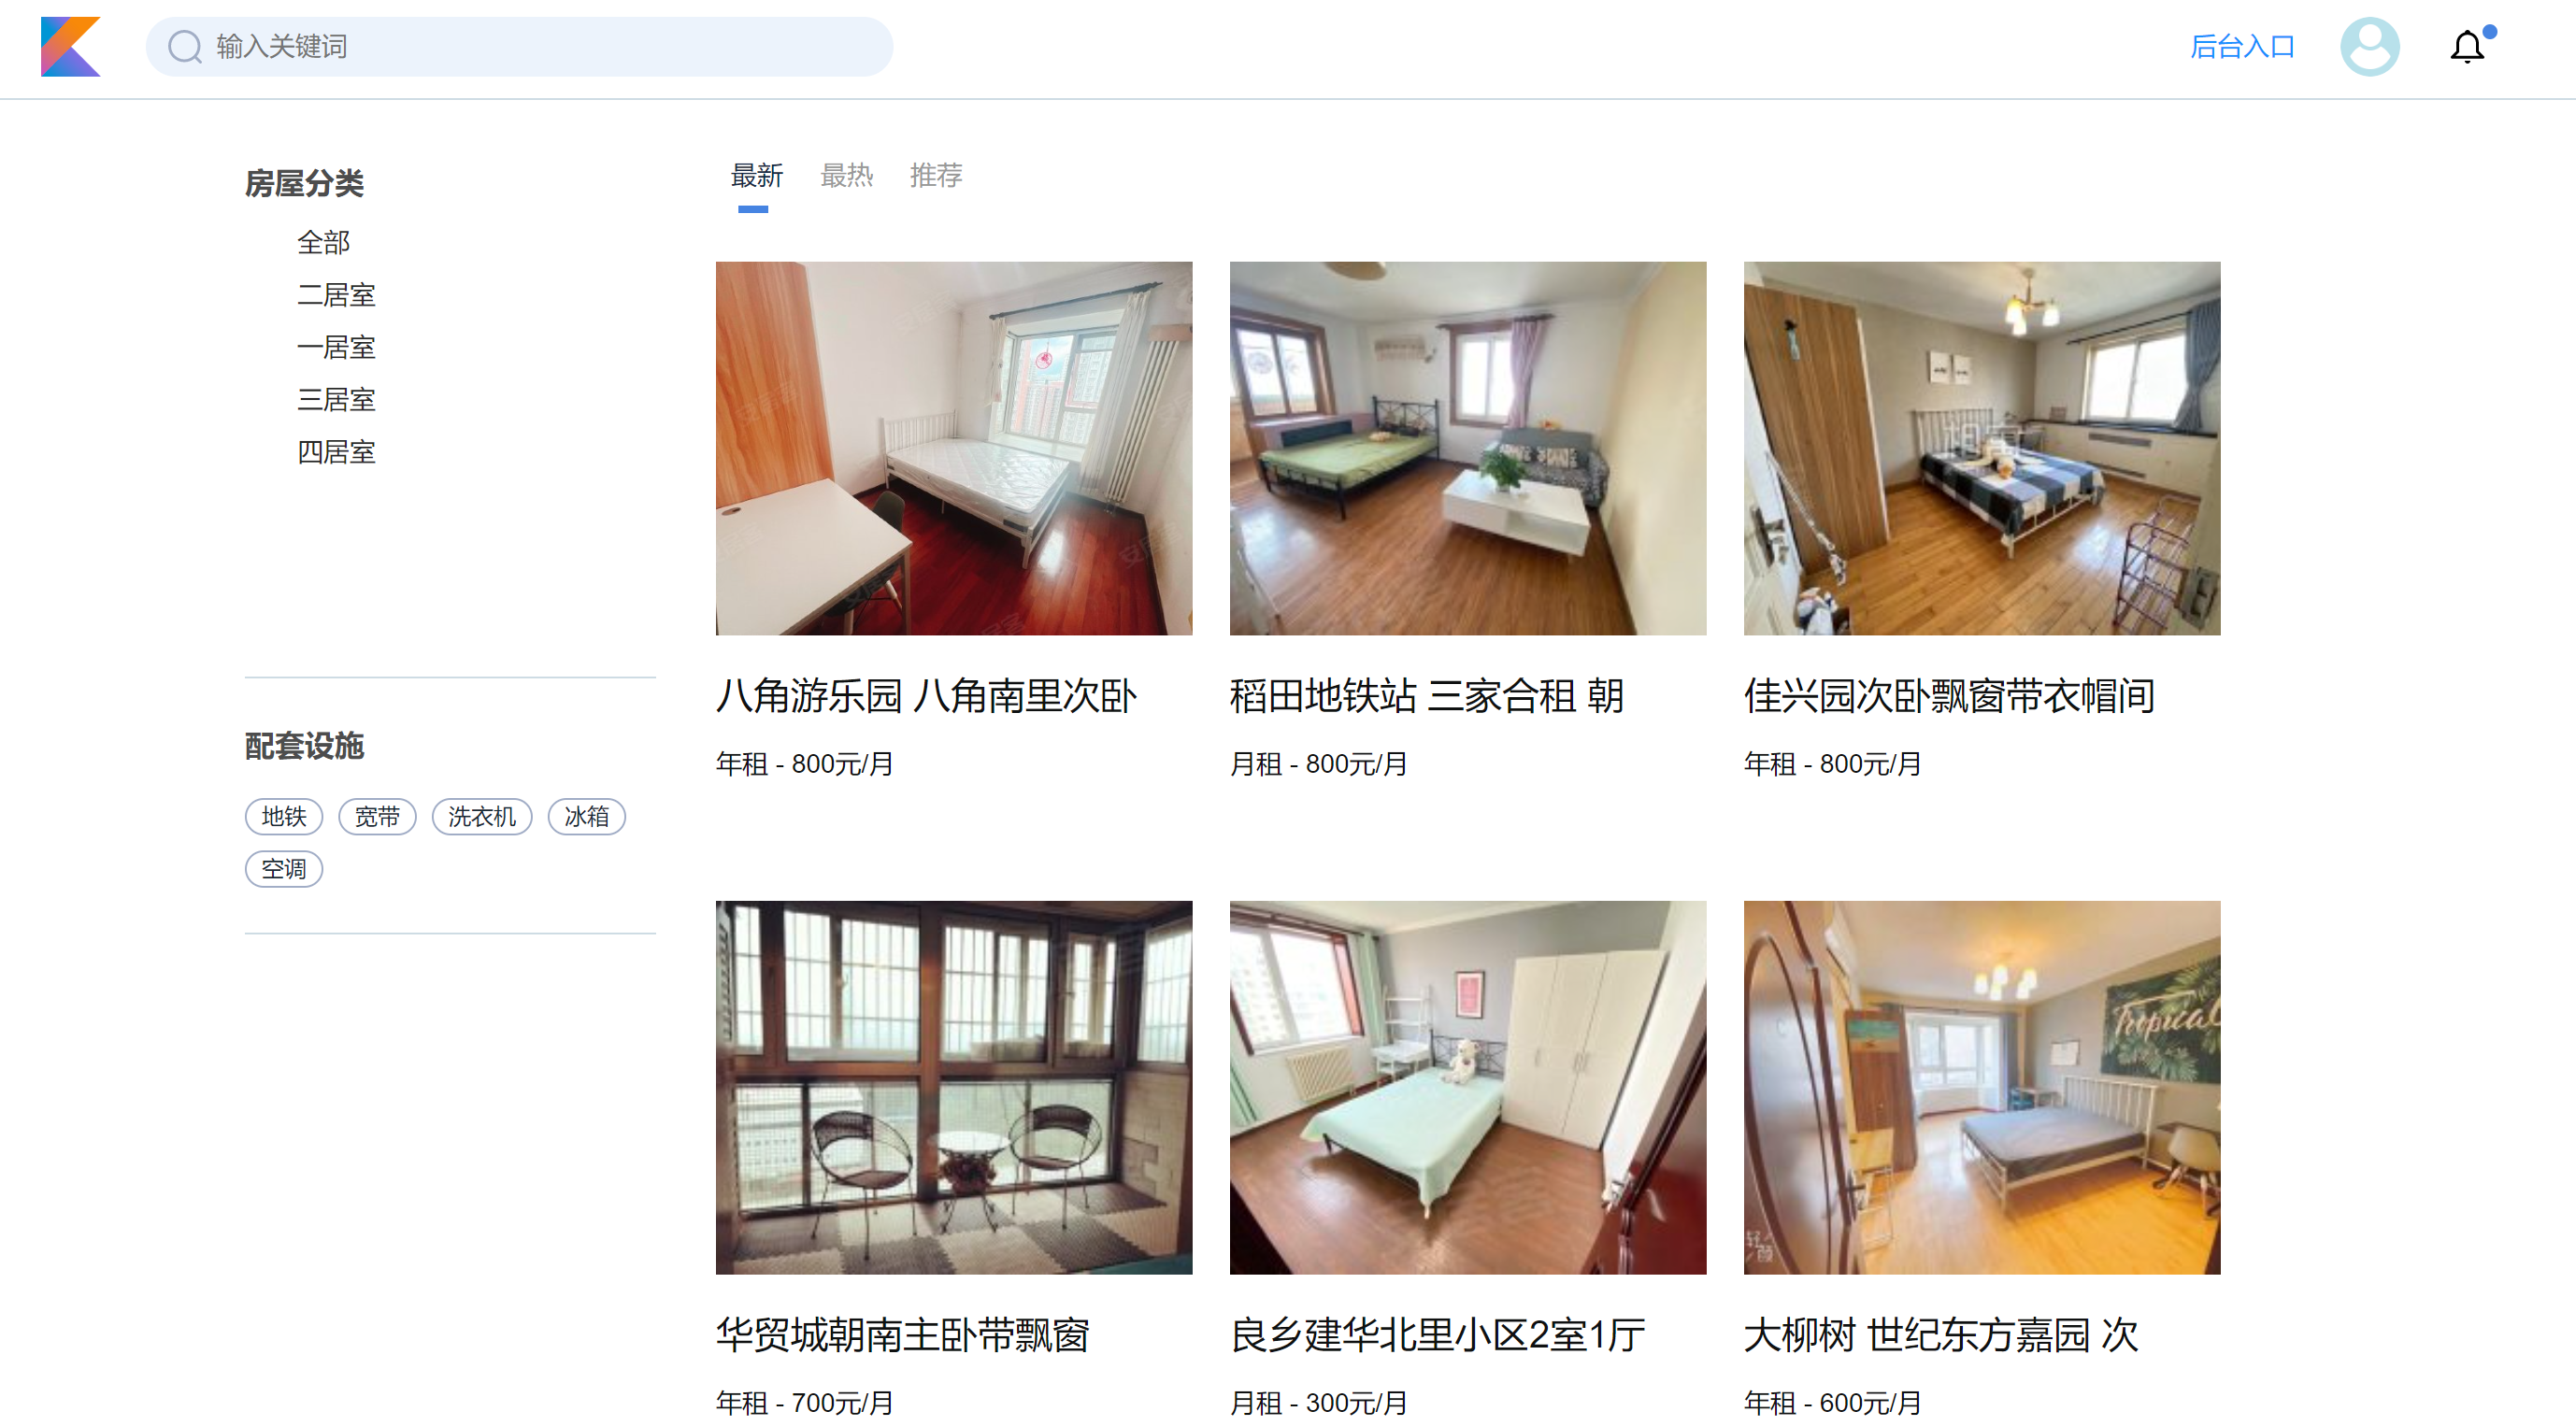 输入关键词
后台入口
房屋分类
全部
二居室
一居室
三居室
四居室
配套设施
地铁 宽带 洗衣机 冰箱
空调
最新 最热 推荐
八角游乐园 八角南里次卧
年租 - 800元/月
稻田地铁站 三家合租 朝
月租 - 800元/月
佳兴园次卧飘窗带衣帽间
年租 - 800元/月
华贸城朝南主卧带飘窗
年租 - 700元/月
良乡建华北里小区2室1厅
月租 - 300元/月
Tropical
大柳树 世纪东方嘉园 次
年租 - 600元/月